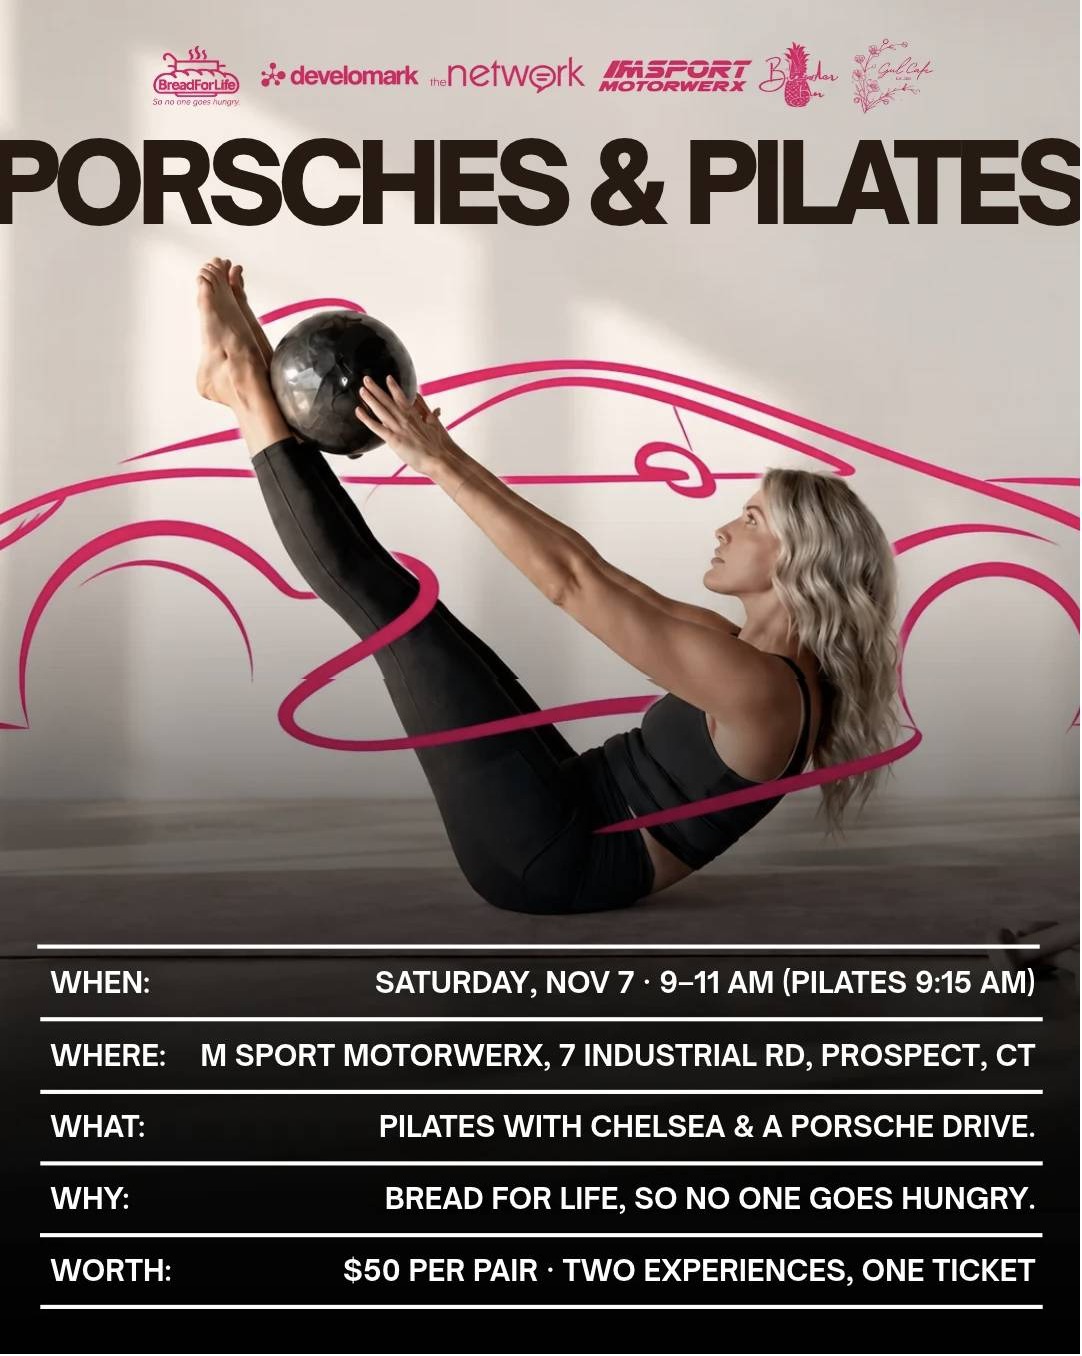 BreadForLife
So no one goes hungry.
develomark
the network
MSPORT
MOTORWERX
Gul Cafe
PORSCHES & PILATES
WHEN: SATURDAY, NOV 7 · 9–11 AM (PILATES 9:15 AM)
WHERE: M SPORT MOTORWERX, 7 INDUSTRIAL RD, PROSPECT, CT
WHAT: PILATES WITH CHELSEA & A PORSCHE DRIVE.
WHY: BREAD FOR LIFE, SO NO ONE GOES HUNGRY.
WORTH: $50 PER PAIR · TWO EXPERIENCES, ONE TICKET